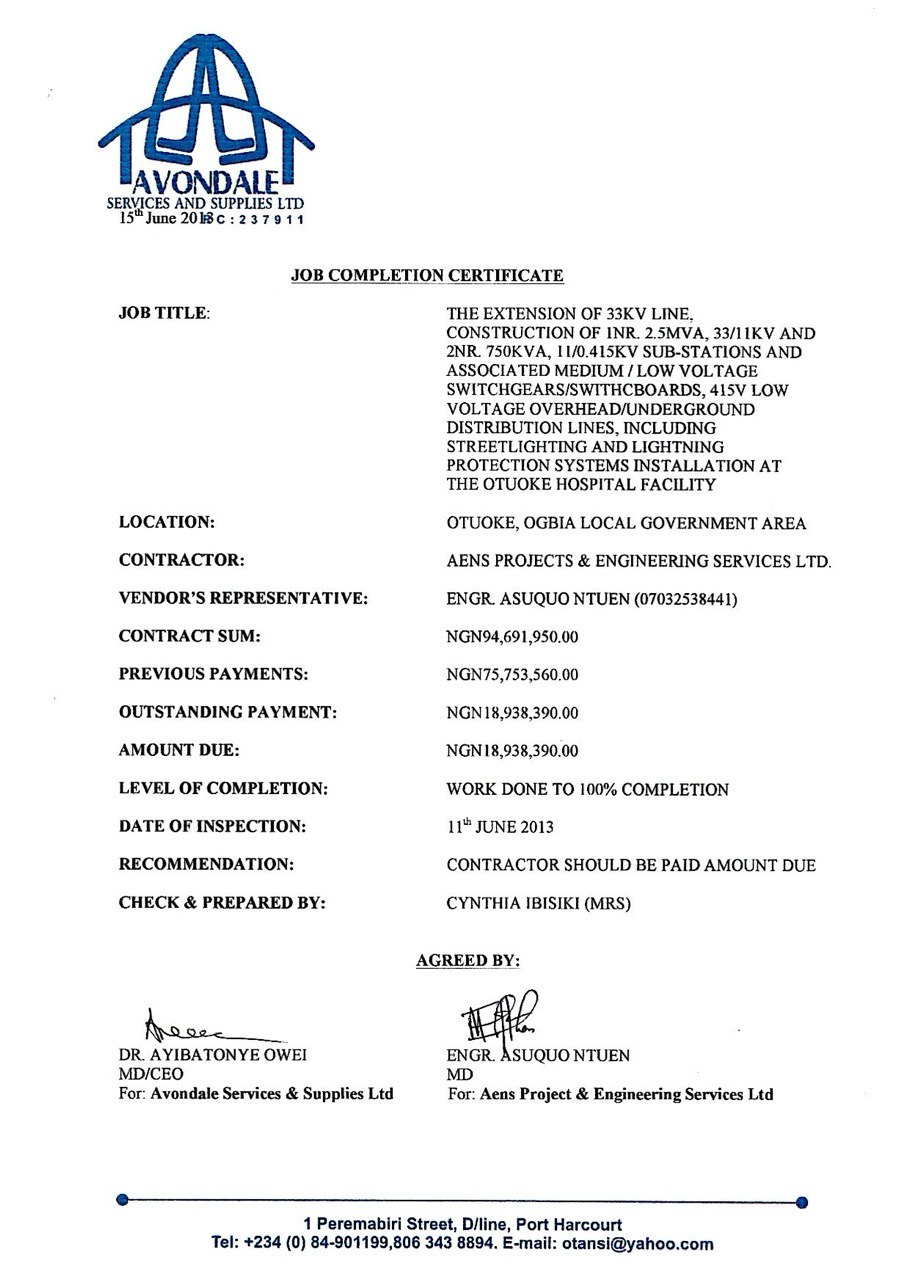 AVONDALE
SERVICES AND SUPPLIES LTD
15th June 2013 RC : 2 3 7 9 1 1
JOB COMPLETION CERTIFICATE
JOB TITLE: THE EXTENSION OF 33KV LINE,
CONSTRUCTION OF 1NR. 2.5MVA, 33/11KV AND
2NR. 750KVA, 11/0.415KV SUB-STATIONS AND
ASSOCIATED MEDIUM / LOW VOLTAGE
SWITCHGEARS/SWITHCBOARDS, 415V LOW
VOLTAGE OVERHEAD/UNDERGROUND
DISTRIBUTION LINES, INCLUDING
STREETLIGHTING AND LIGHTNING
PROTECTION SYSTEMS INSTALLATION AT
THE OTUOKE HOSPITAL FACILITY
LOCATION: OTUOKE, OGBIA LOCAL GOVERNMENT AREA
CONTRACTOR: AENS PROJECTS & ENGINEERING SERVICES LTD.
VENDOR'S REPRESENTATIVE: ENGR. ASUQUO NTUEN (07032538441)
CONTRACT SUM: NGN94,691,950.00
PREVIOUS PAYMENTS: NGN75,753,560.00
OUTSTANDING PAYMENT: NGN18,938,390.00
AMOUNT DUE: NGN18,938,390.00
LEVEL OF COMPLETION: WORK DONE TO 100% COMPLETION
DATE OF INSPECTION: 11th JUNE 2013
RECOMMENDATION: CONTRACTOR SHOULD BE PAID AMOUNT DUE
CHECK & PREPARED BY: CYNTHIA IBISIKI (MRS)
AGREED BY:
DR. AYIBATONYE OWEI
MD/CEO
For: Avondale Services & Supplies Ltd
ENGR. ASUQUO NTUEN
MD
For: Aens Project & Engineering Services Ltd
1 Peremabiri Street, D/line, Port Harcourt
Tel: +234 (0) 84-901199,806 343 8894. E-mail: otansi@yahoo.com